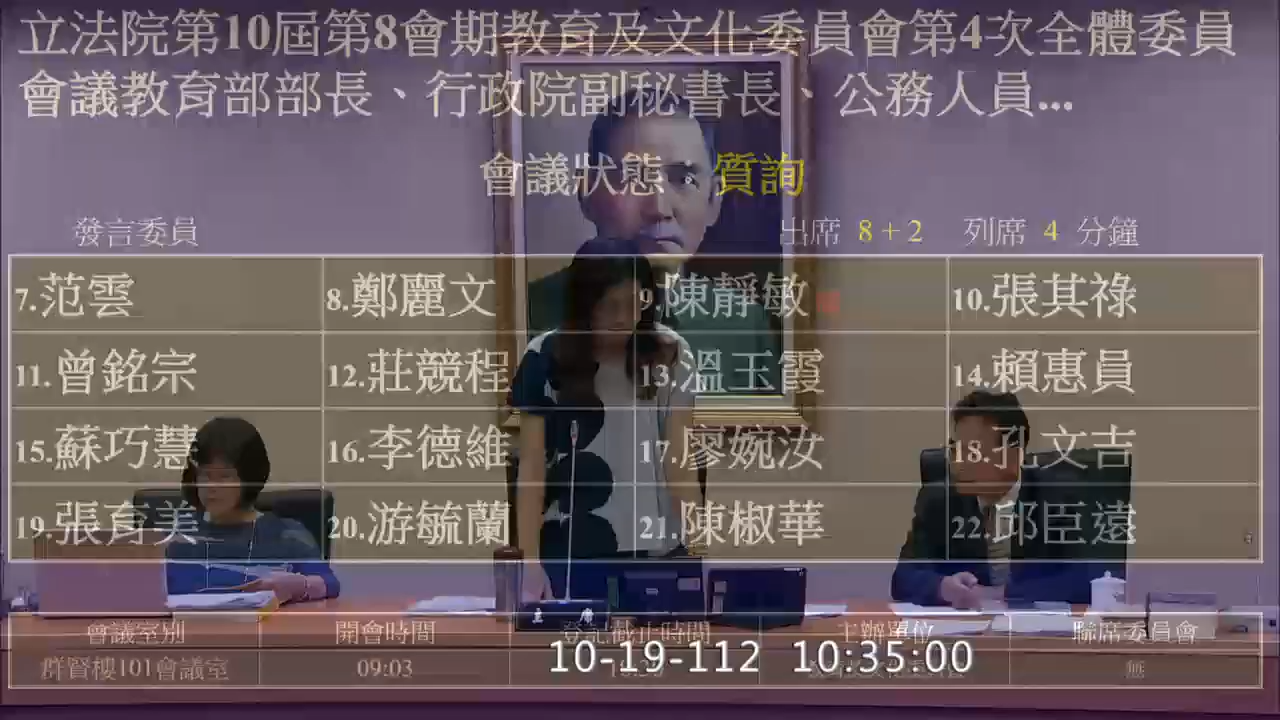 立法院第10屆第8會期教育及文化委員會第4次全體委員
會議教育部部長、行政院副秘書長、公務人員...
會議狀態：質詢
發言委員 出席 8+2 列席 4 分鐘
7.范雲 8.鄭麗文 9.陳靜敏 10.張其祿
11.曾銘宗 12.莊競程 13.溫玉霞 14.賴惠員
15.蘇巧慧 16.李德維 17.廖婉汝 18.孔文吉
19.張育美 20.游毓蘭 21.陳椒華 22.邱臣遠
主席
會議室別 開會時間 登記截止時間 主辦單位 聯席委員會
群賢樓101會議室 09:03 無
10-19-112 10:35:00